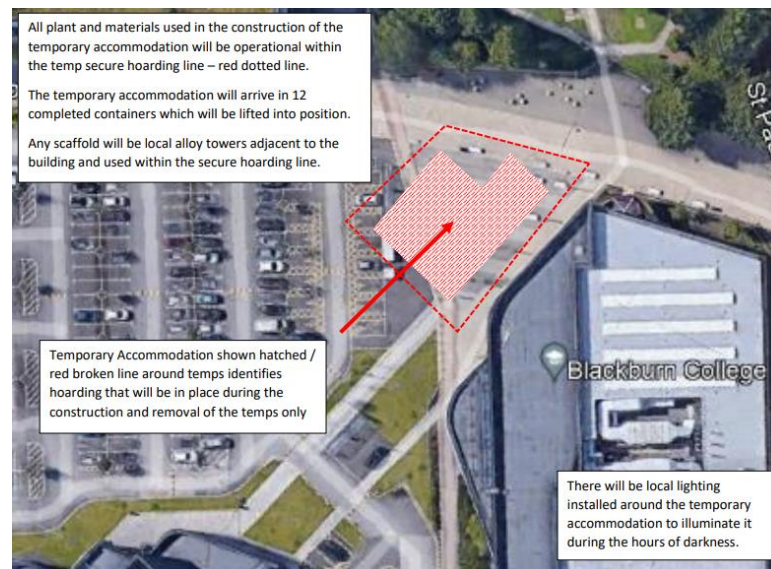 All plant and materials used in the construction of the
temporary accommodation will be operational within
the temp secure hoarding line – red dotted line.
The temporary accommodation will arrive in 12
completed containers which will be lifted into position.
Any scaffold will be local alloy towers adjacent to the
building and used within the secure hoarding line.
Temporary Accommodation shown hatched /
red broken line around temps identifies
hoarding that will be in place during the
construction and removal of the temps only
Blackburn College
There will be local lighting
installed around the temporary
accommodation to illuminate it
during the hours of darkness.